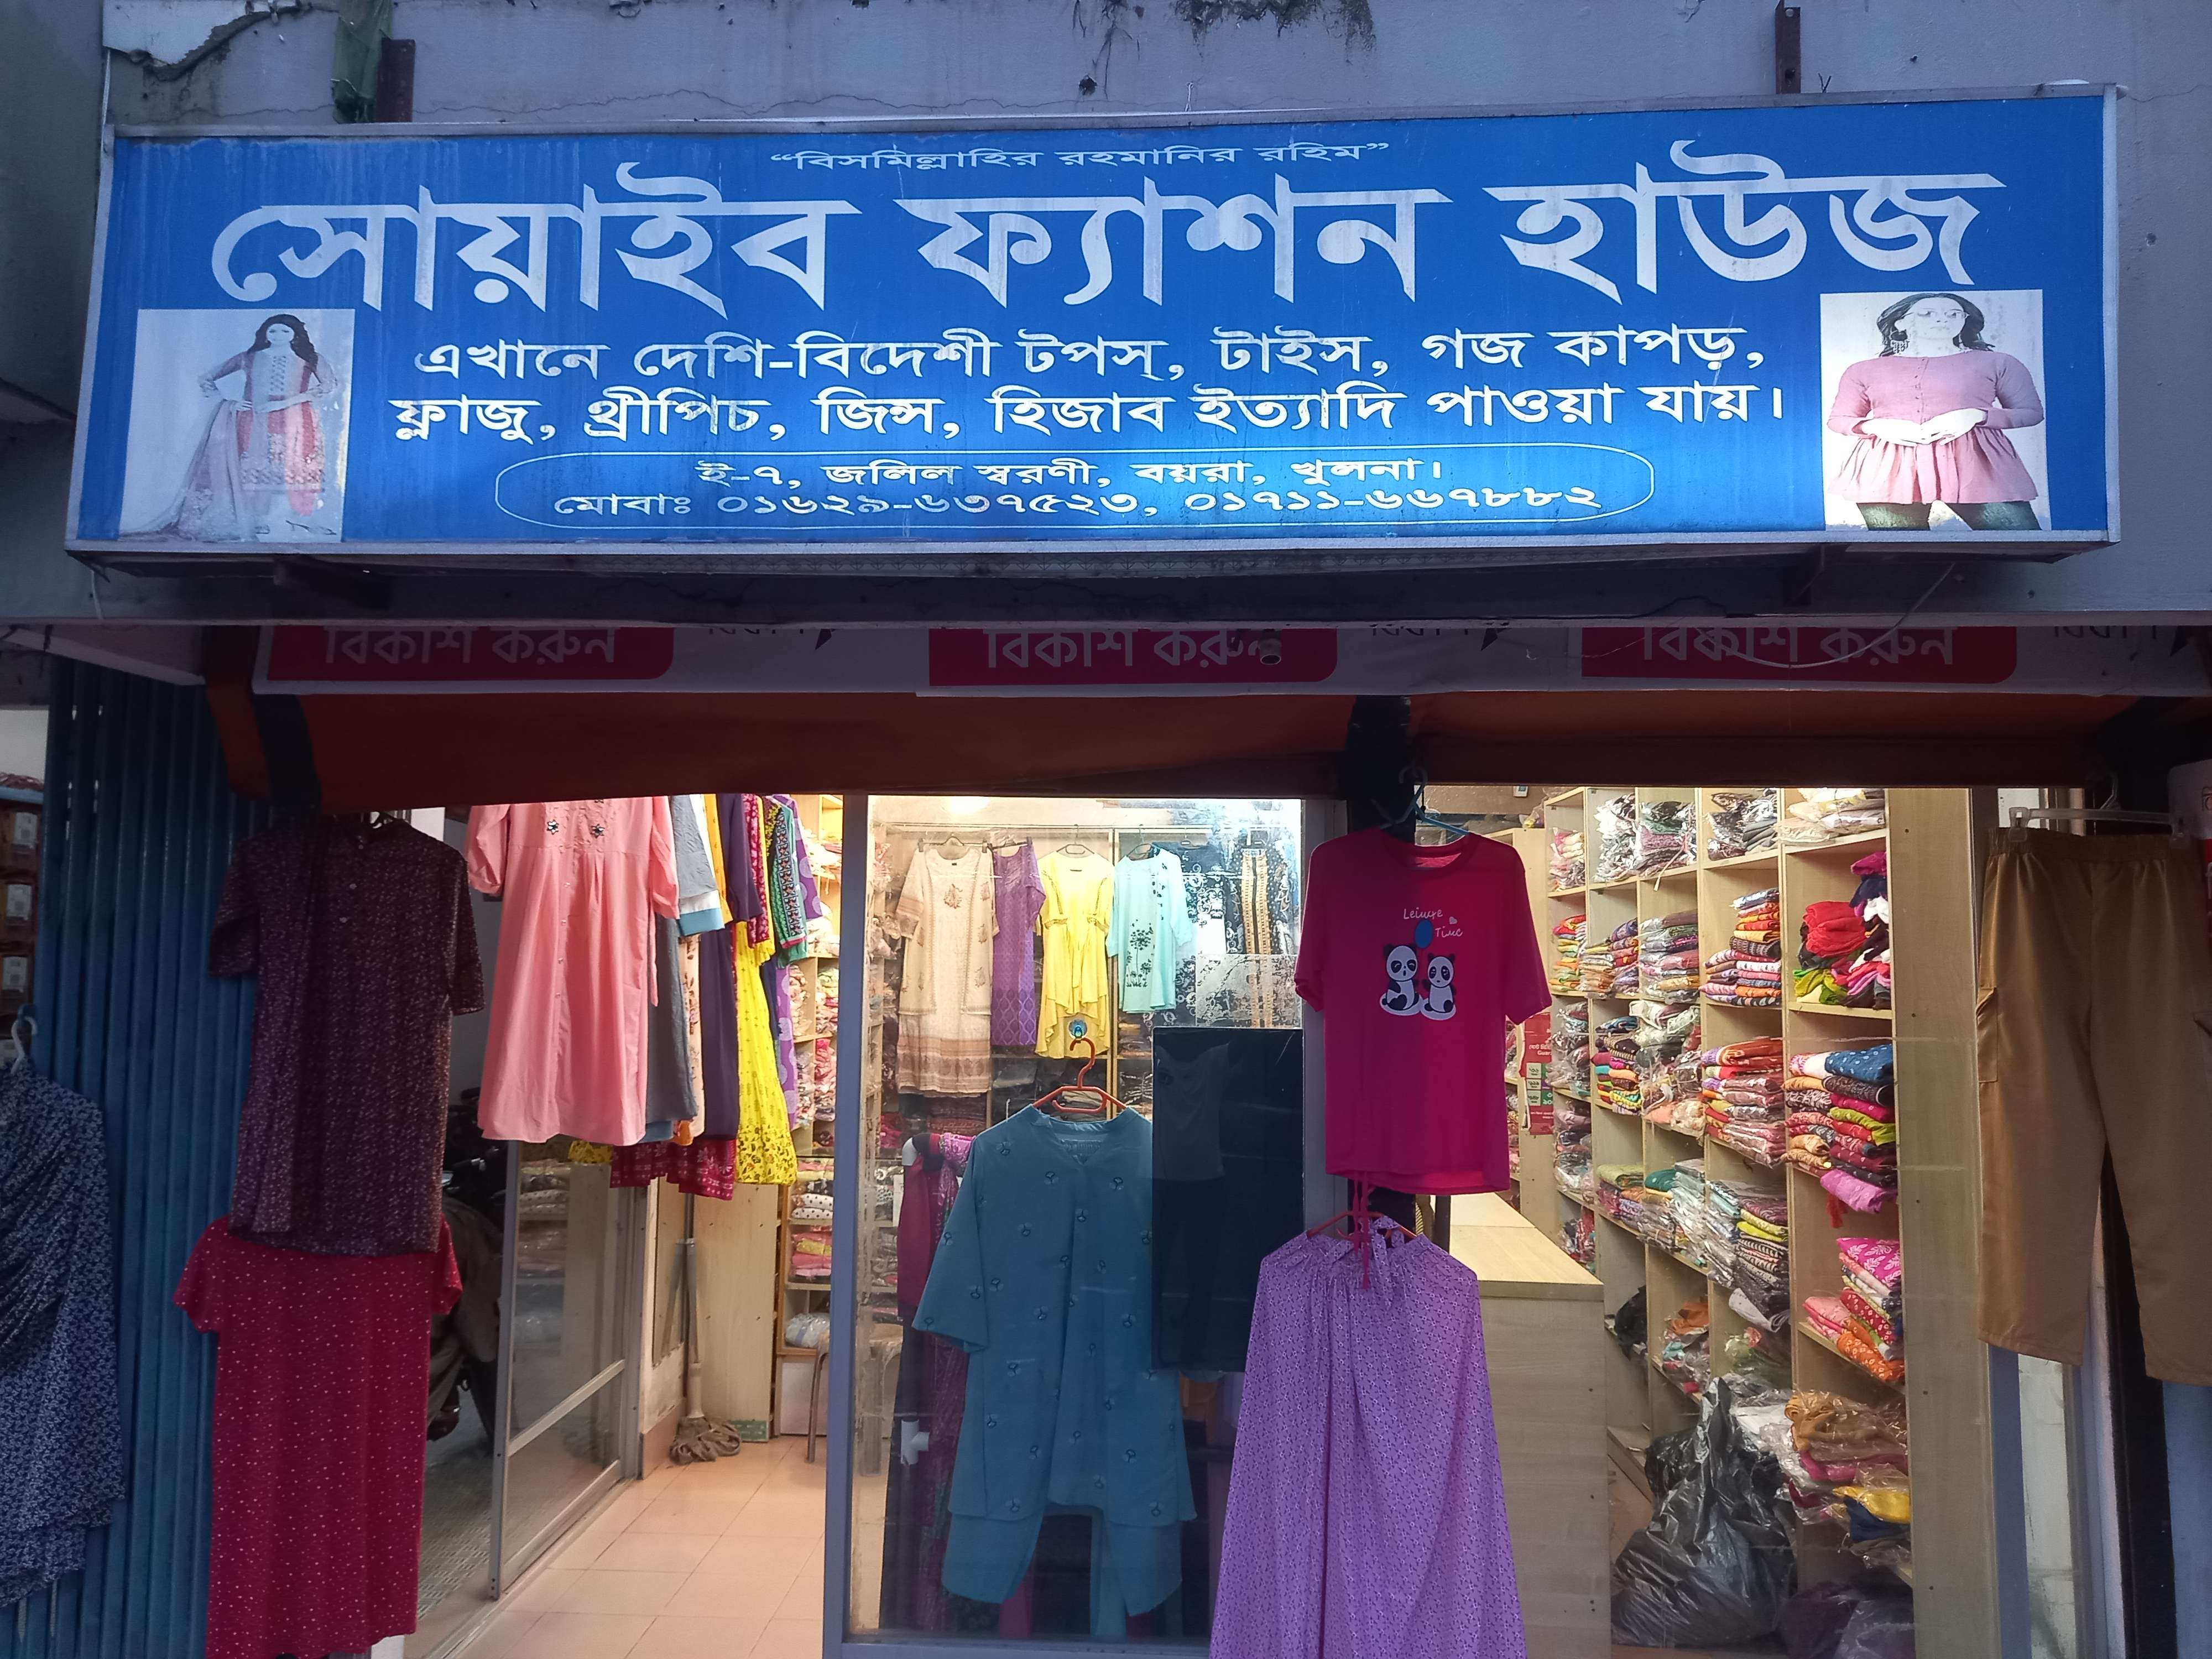 “বিসমিল্লাহির রহমানির রহিম”
সোয়াইব ফ্যাশন হাউজ
এখানে দেশি-বিদেশী টপস্, টাইস, গজ কাপড়,
ফ্লাজু, থ্রীপিচ, জিন্স, হিজাব ইত্যাদি পাওয়া যায়।
ই-৭, জলিল স্বরণী, বয়রা, খুলনা।
মোবাঃ ০১৬২৯-৬৩৭৫২৩, ০১৭১১-৬৬৭৮৮২
বিকাশ করুন
বিকাশ করুন
বিকাশ করুন
Leiure
Time